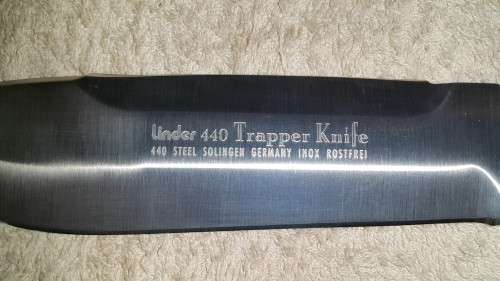 Linder 440 Trapper Knife
440 STEEL SOLINGEN GERMANY INOX ROSTFREI